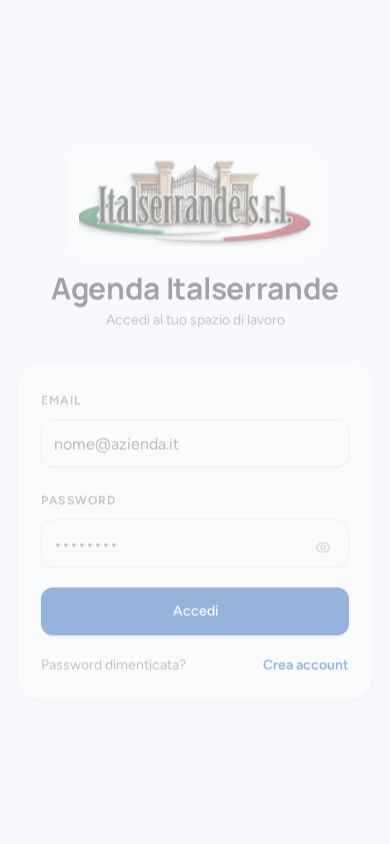 Italserrande s.r.l.
Agenda Italserrande
Accedi al tuo spazio di lavoro
EMAIL
nome@azienda.it
PASSWORD
••••••••
Accedi
Password dimenticata?
Crea account